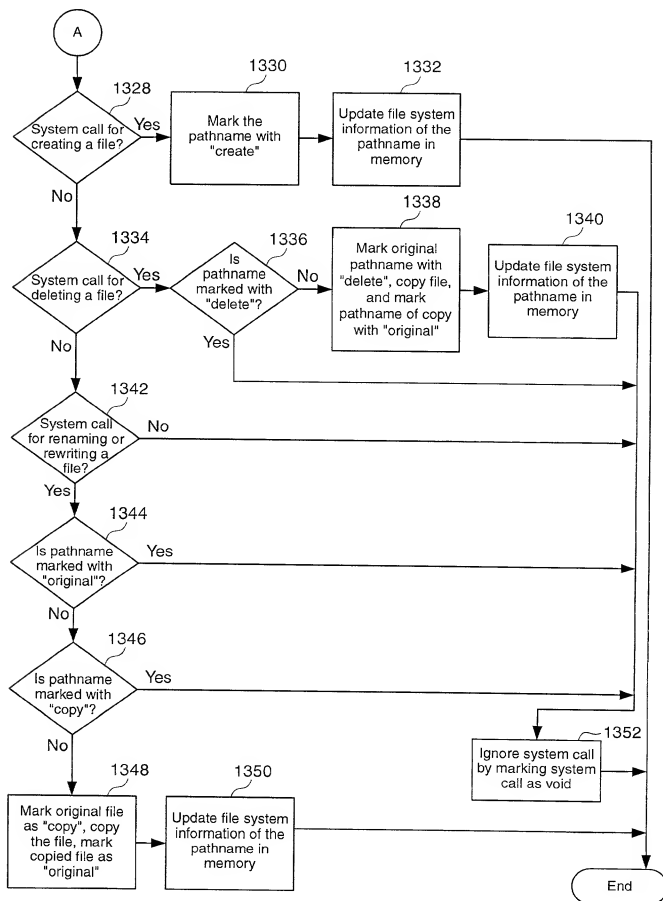 A
1328
System call for
creating a file?
Yes
No
1330
Mark the
pathname with
"create"
1332
Update file system
information of the
pathname in
memory
1334
System call for
deleting a file?
Yes
No
1336
Is
pathname
marked with
"delete"?
No
Yes
1338
Mark original
pathname with
"delete", copy file,
and mark
pathname of copy
with "original"
1340
Update file system
information of the
pathname in
memory
1342
System call
for renaming or
rewriting a
file?
No
Yes
1344
Is pathname
marked with
"original"?
Yes
No
1346
Is pathname
marked with
"copy"?
Yes
No
1352
Ignore system call
by marking system
call as void
1348
Mark original file
as "copy", copy
the file, mark
copied file as
"original"
1350
Update file system
information of the
pathname in
memory
End